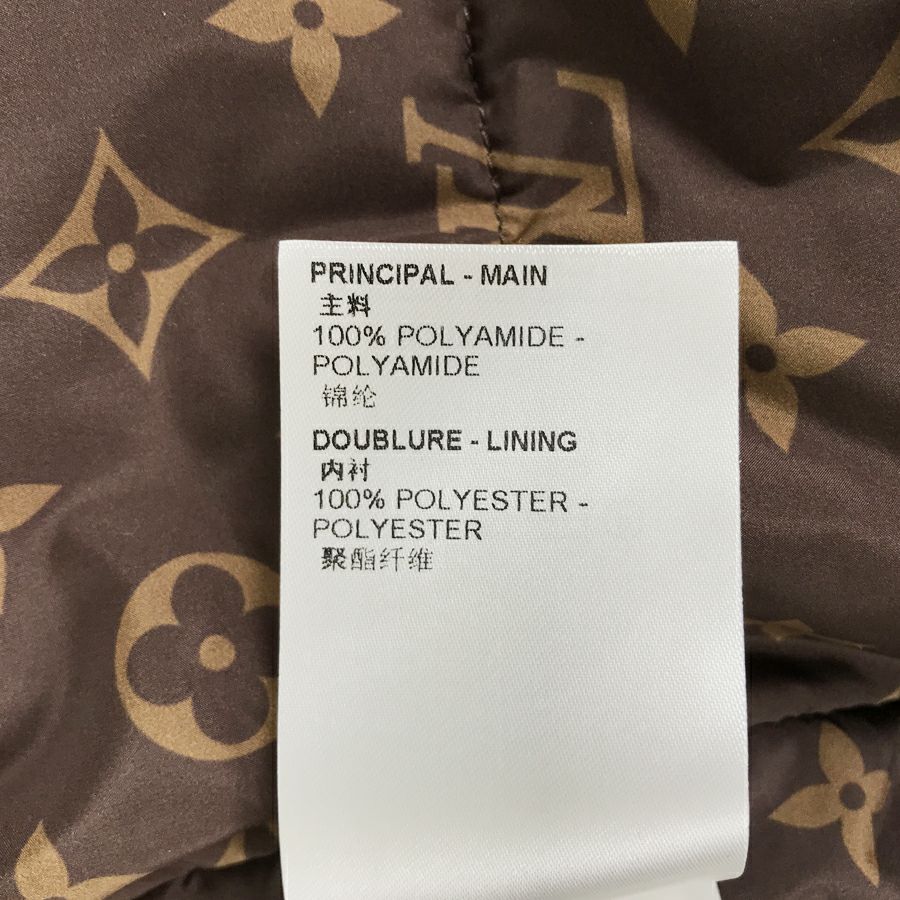 PRINCIPAL - MAIN
主料
100% POLYAMIDE -
POLYAMIDE
锦纶
DOUBLURE - LINING
内衬
100% POLYESTER -
POLYESTER
聚酯纤维